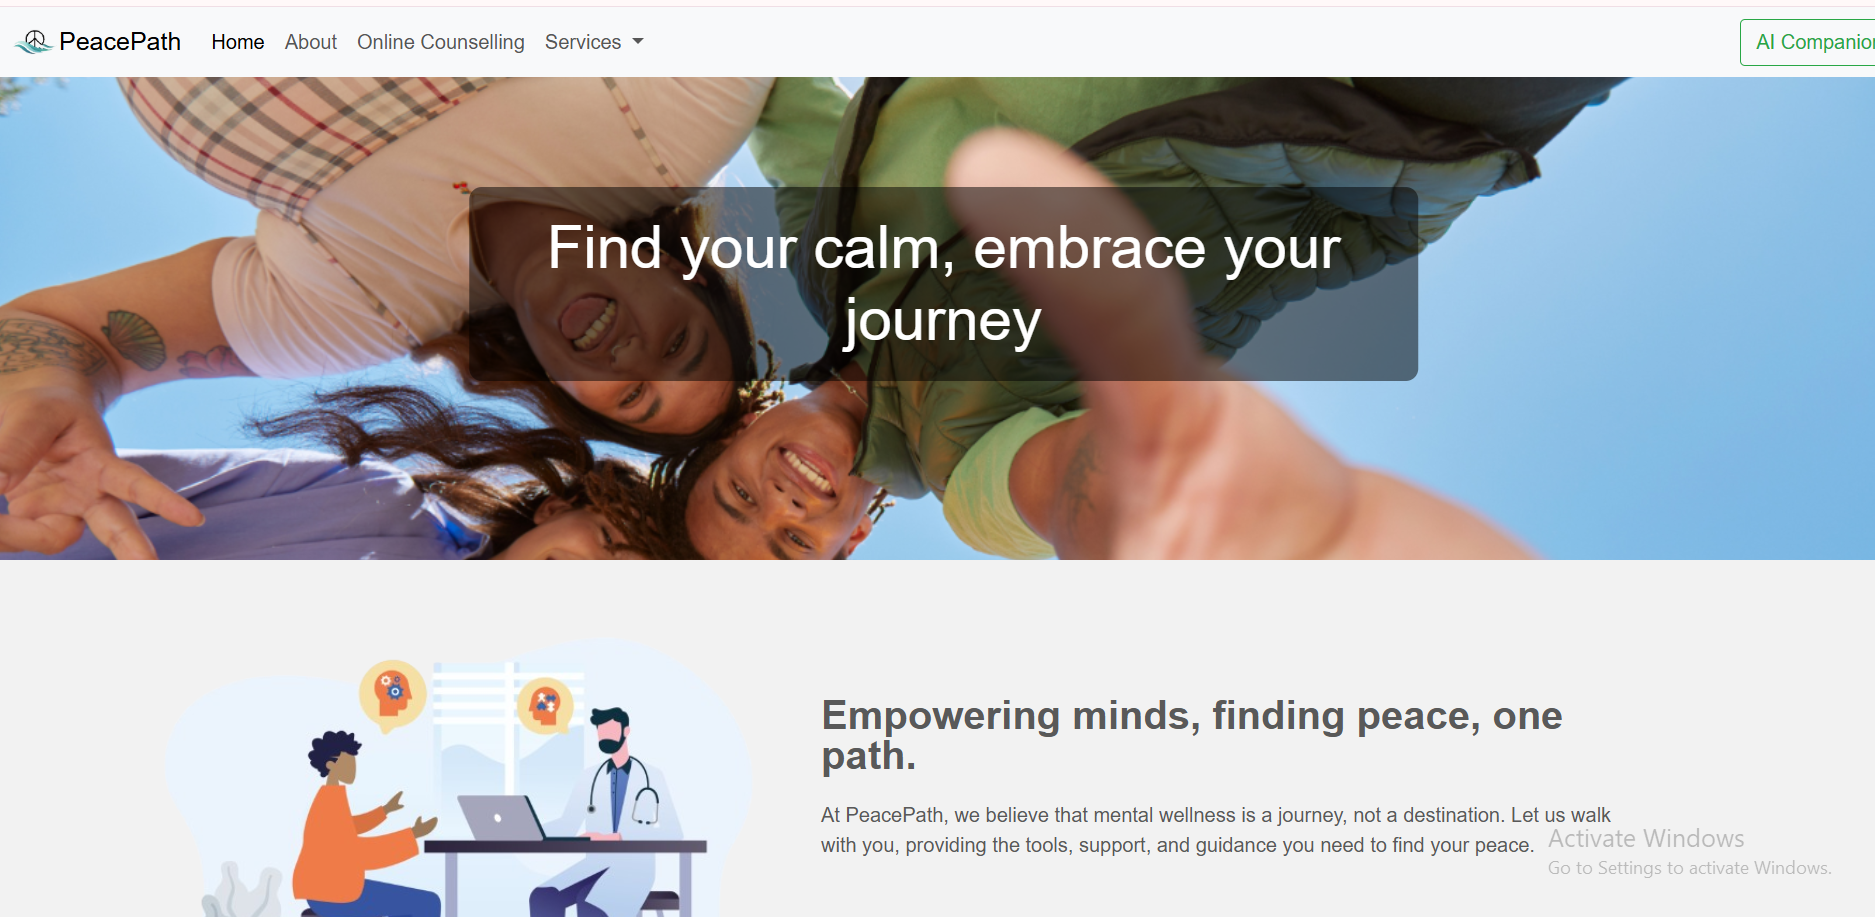 PeacePath Home About Online Counselling Services AI Companion
Find your calm, embrace your
journey
Empowering minds, finding peace, one
path.
At PeacePath, we believe that mental wellness is a journey, not a destination. Let us walk
with you, providing the tools, support, and guidance you need to find your peace.
Activate Windows
Go to Settings to activate Windows.